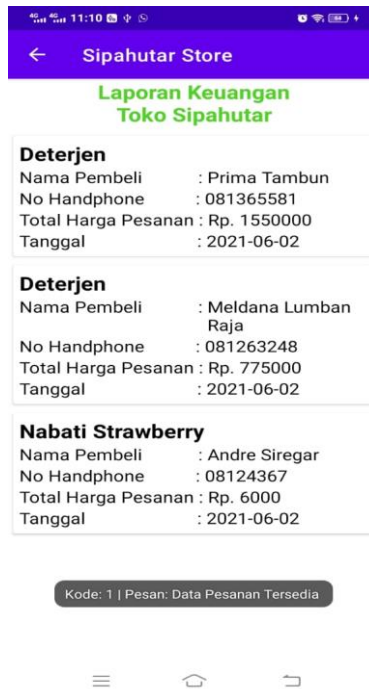 11:10
Sipahutar Store
Laporan Keuangan
Toko Sipahutar
Deterjen
Nama Pembeli : Prima Tambun
No Handphone : 081365581
Total Harga Pesanan : Rp. 1550000
Tanggal : 2021-06-02
Deterjen
Nama Pembeli : Meldana Lumban
Raja
No Handphone : 081263248
Total Harga Pesanan : Rp. 775000
Tanggal : 2021-06-02
Nabati Strawberry
Nama Pembeli : Andre Siregar
No Handphone : 08124367
Total Harga Pesanan : Rp. 6000
Tanggal : 2021-06-02
Kode: 1 | Pesan: Data Pesanan Tersedia